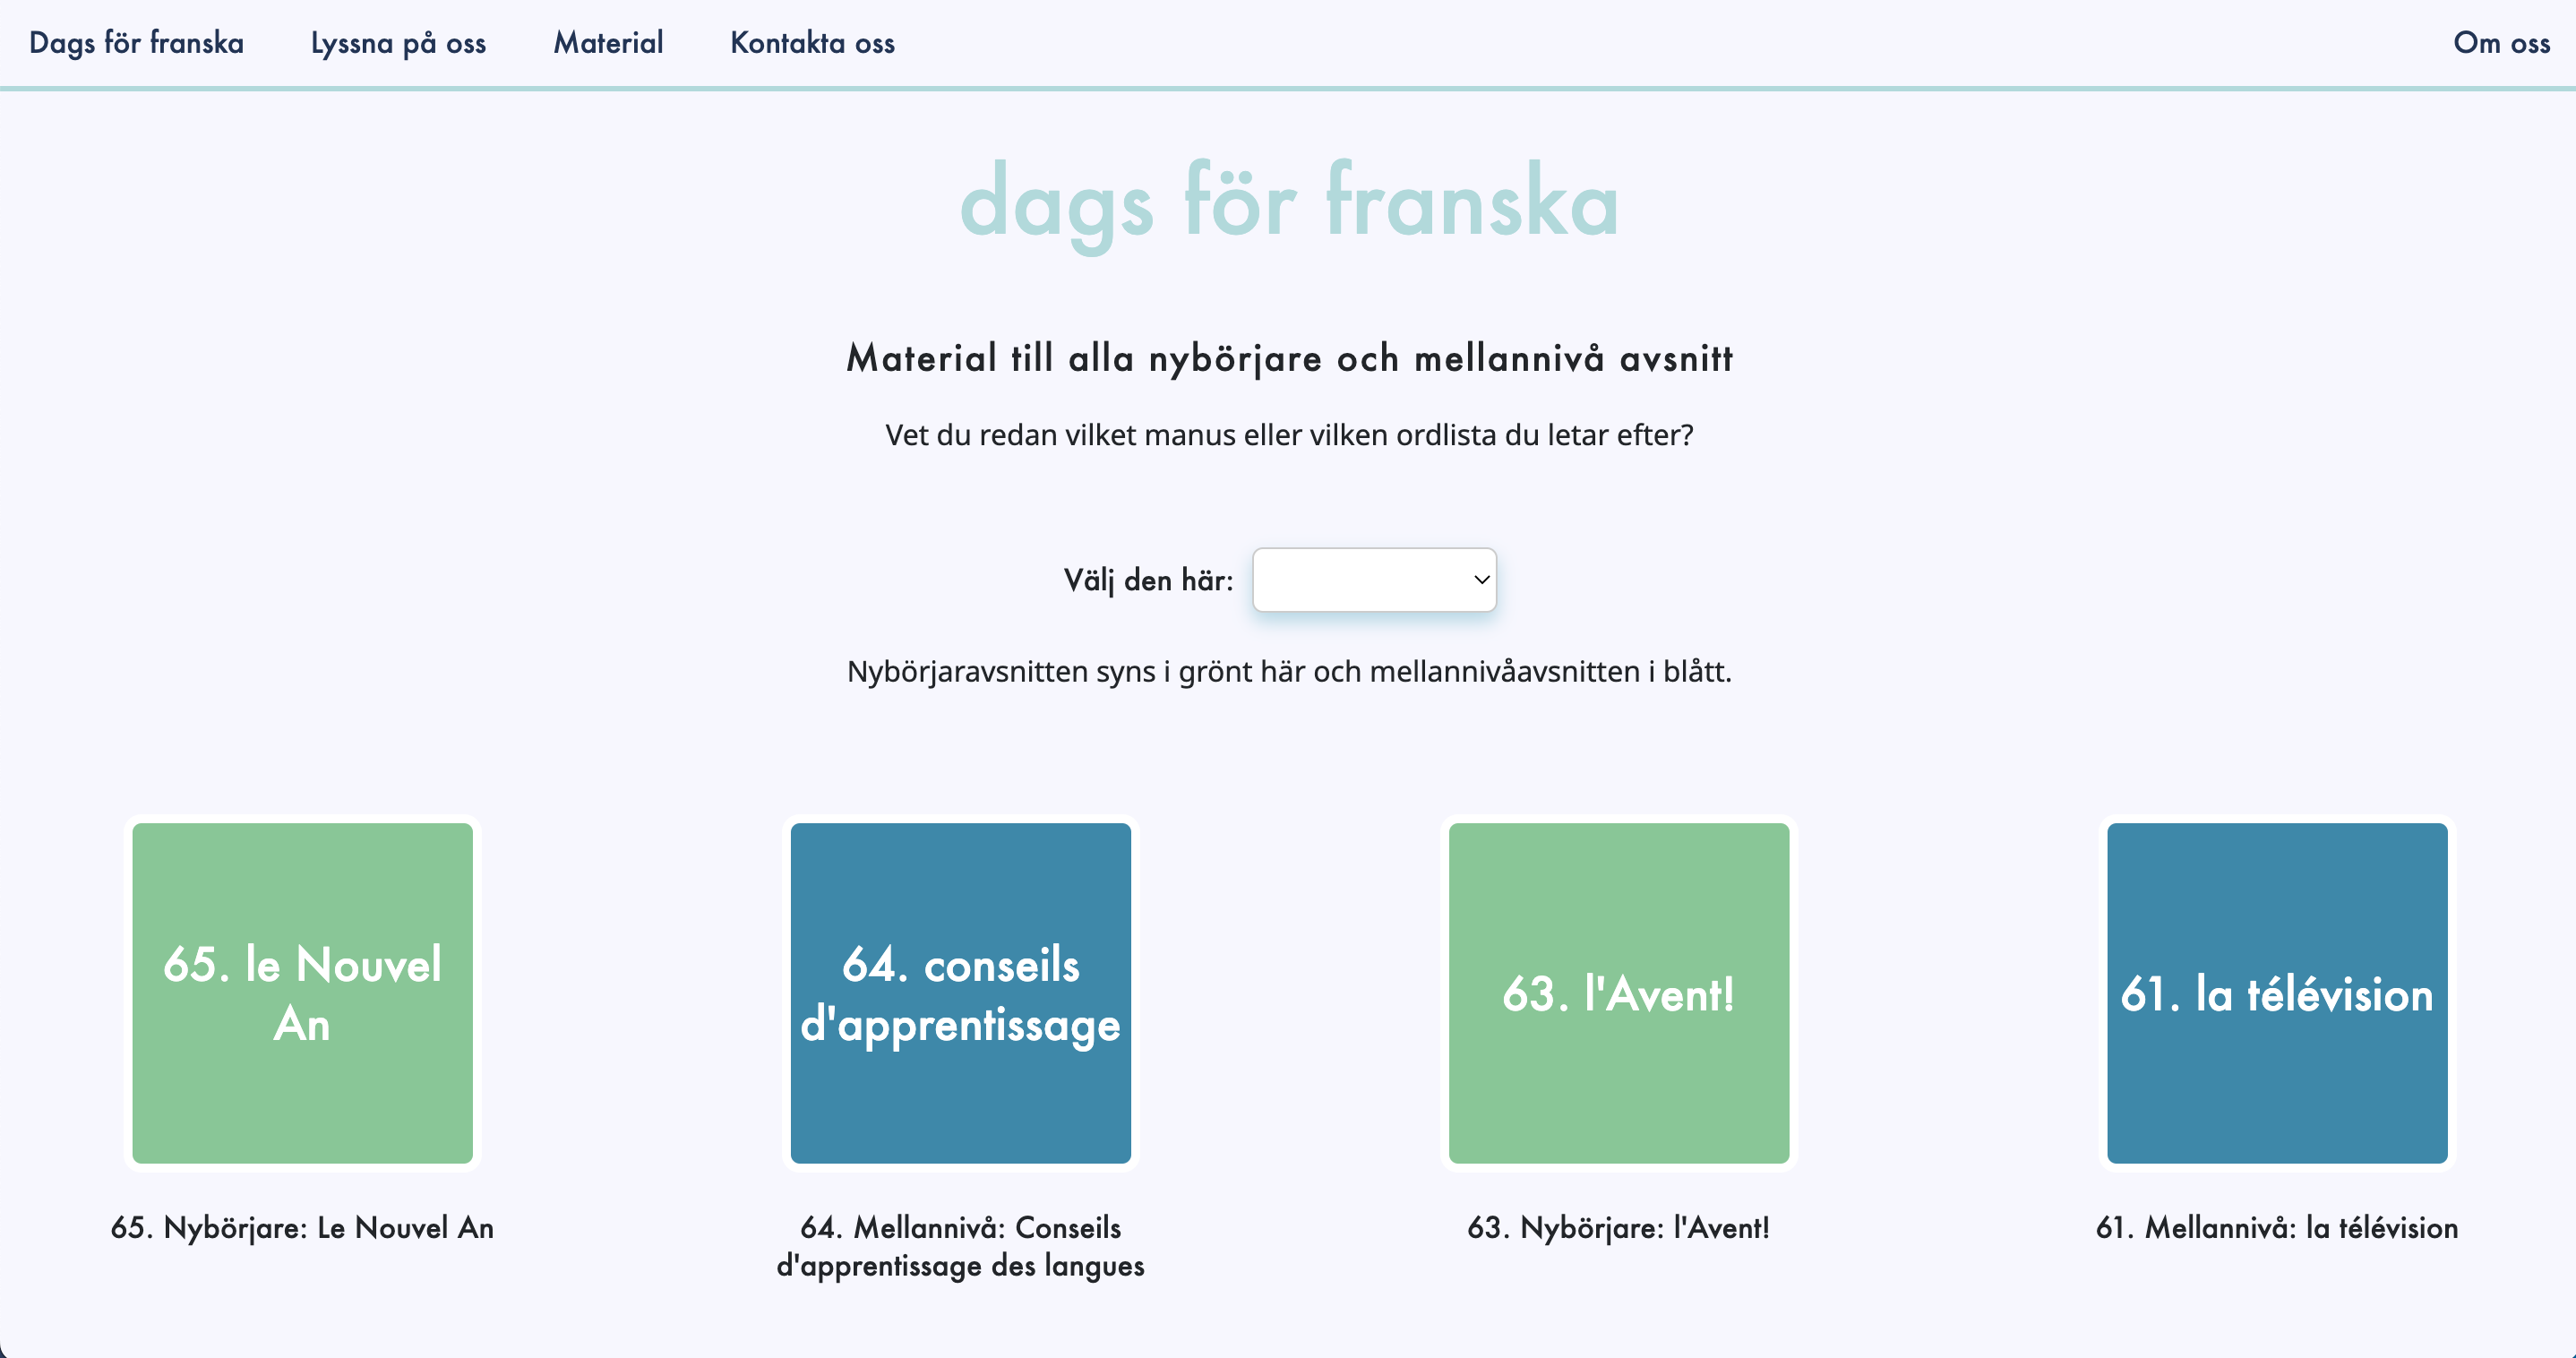 Dags för franska
Lyssna på oss
Material
Kontakta oss
Om oss
dags för franska
Material till alla nybörjare och mellannivå avsnitt
Vet du redan vilket manus eller vilken ordlista du letar efter?
Välj den här:
Nybörjaravsnitten syns i grönt här och mellannivåavsnitten i blått.
65. le Nouvel
An
65. Nybörjare: Le Nouvel An
64. conseils
d'apprentissage
64. Mellannivå: Conseils
d'apprentissage des langues
63. l'Avent!
63. Nybörjare: l'Avent!
61. la télévision
61. Mellannivå: la télévision